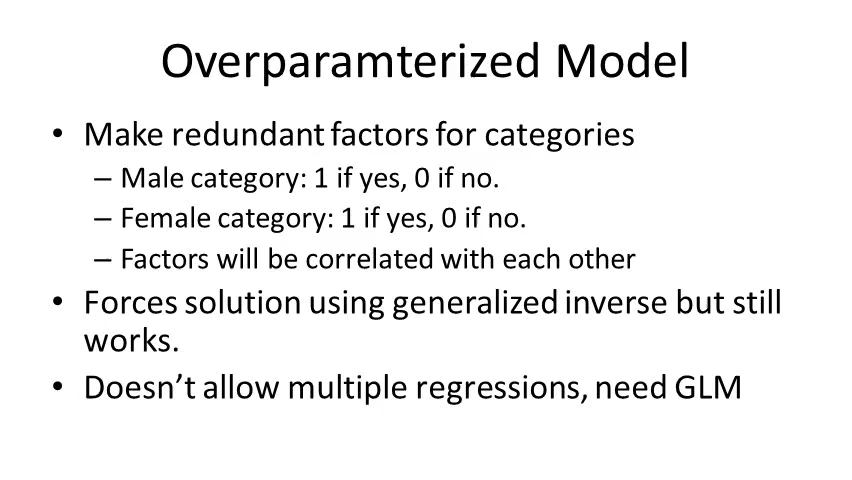 Overparamterized Model
• Make redundant factors for categories
– Male category: 1 if yes, 0 if no.
– Female category: 1 if yes, 0 if no.
– Factors will be correlated with each other
• Forces solution using generalized inverse but still
works.
• Doesn’t allow multiple regressions, need GLM